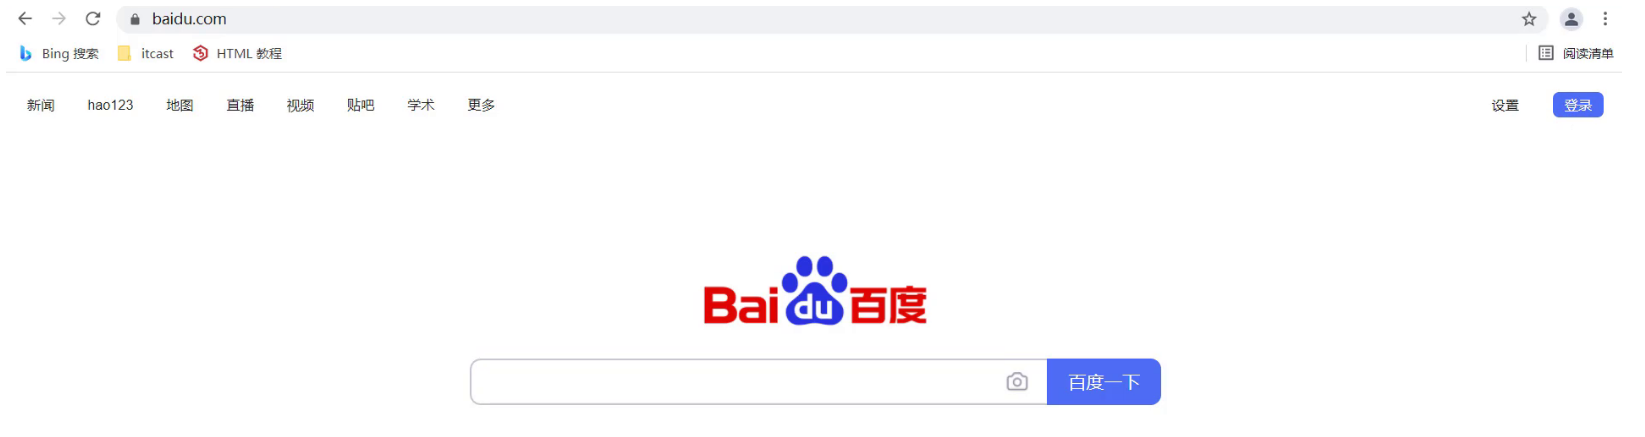 baidu.com
Bing 搜索 itcast HTML 教程 阅读清单
新闻 hao123 地图 直播 视频 贴吧 学术 更多 设置 登录
Bai du 百度
百度一下